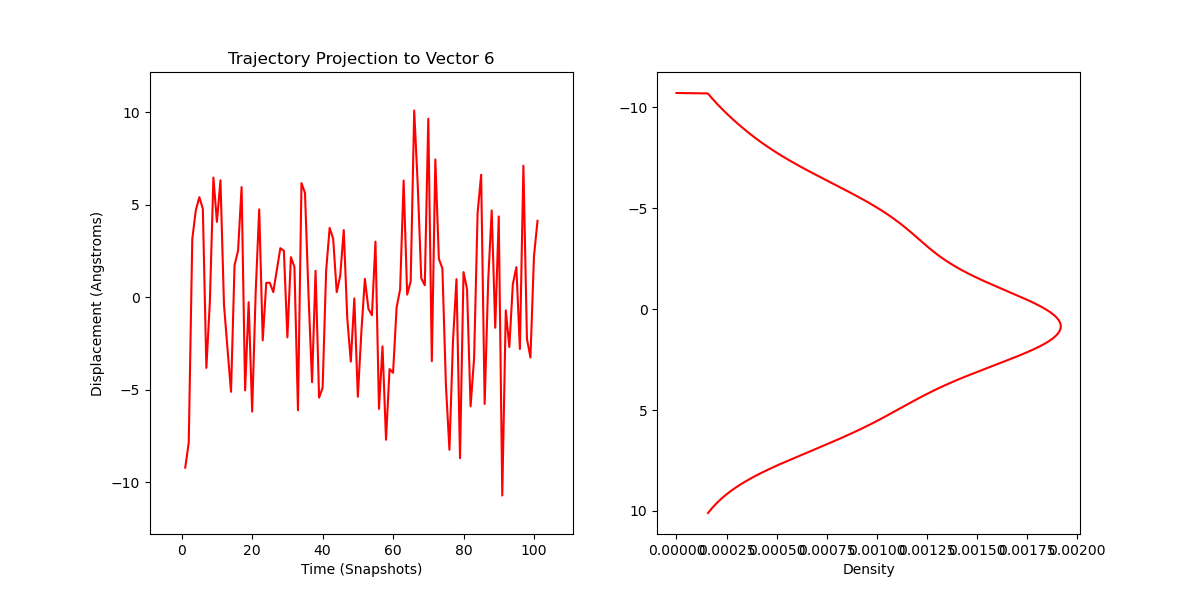 Trajectory Projection to Vector 6
Displacement (Angstroms)
10
5
0
−5
−10
0 20 40 60 80 100
Time (Snapshots)
−10
−5
0
5
10
0.00000 0.00025 0.00050 0.00075 0.00100 0.00125 0.00150 0.00175 0.00200
Density